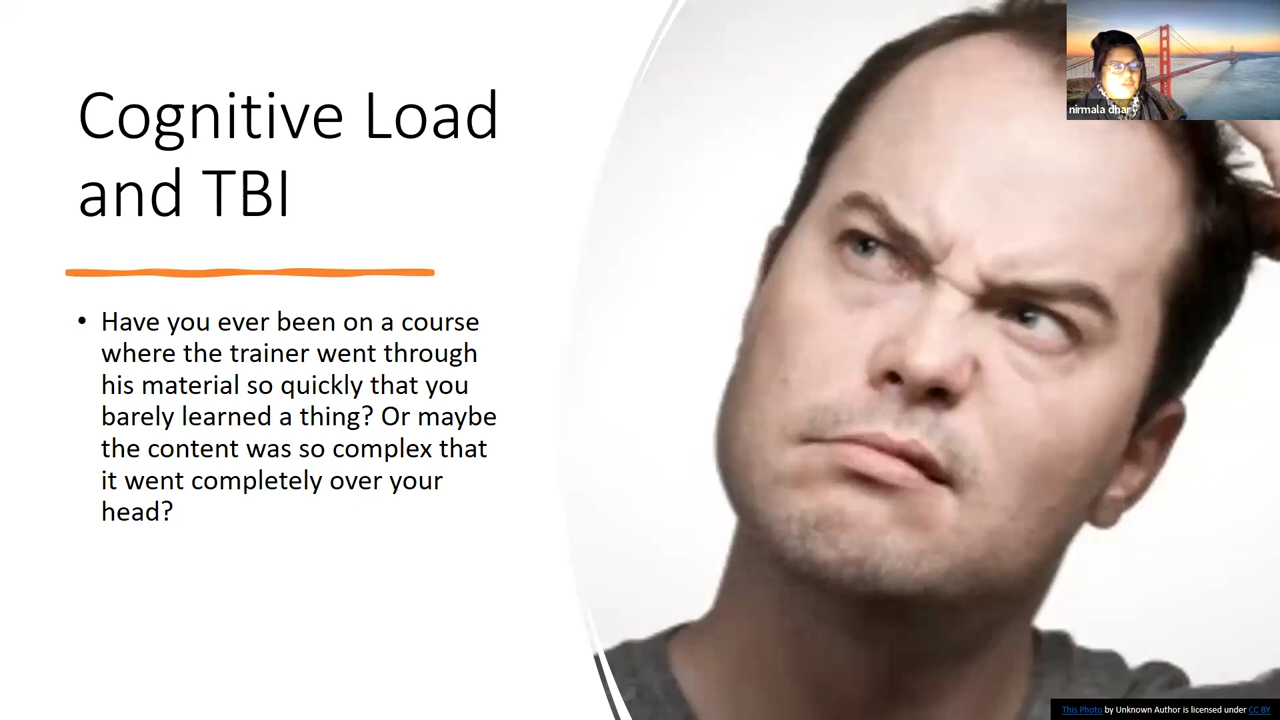 Cognitive Load
and TBI
• Have you ever been on a course
where the trainer went through
his material so quickly that you
barely learned a thing? Or maybe
the content was so complex that
it went completely over your
head?
nirmala dhar
This Photo by Unknown Author is licensed under CC BY